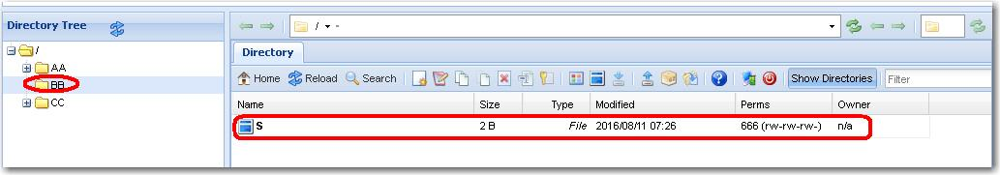 Directory Tree
/
AA
BB
CC
/ -
Directory
Home Reload Search Show Directories Filter
Name Size Type Modified Perms Owner
S 2 B File 2016/08/11 07:26 666 (rw-rw-rw-) n/a